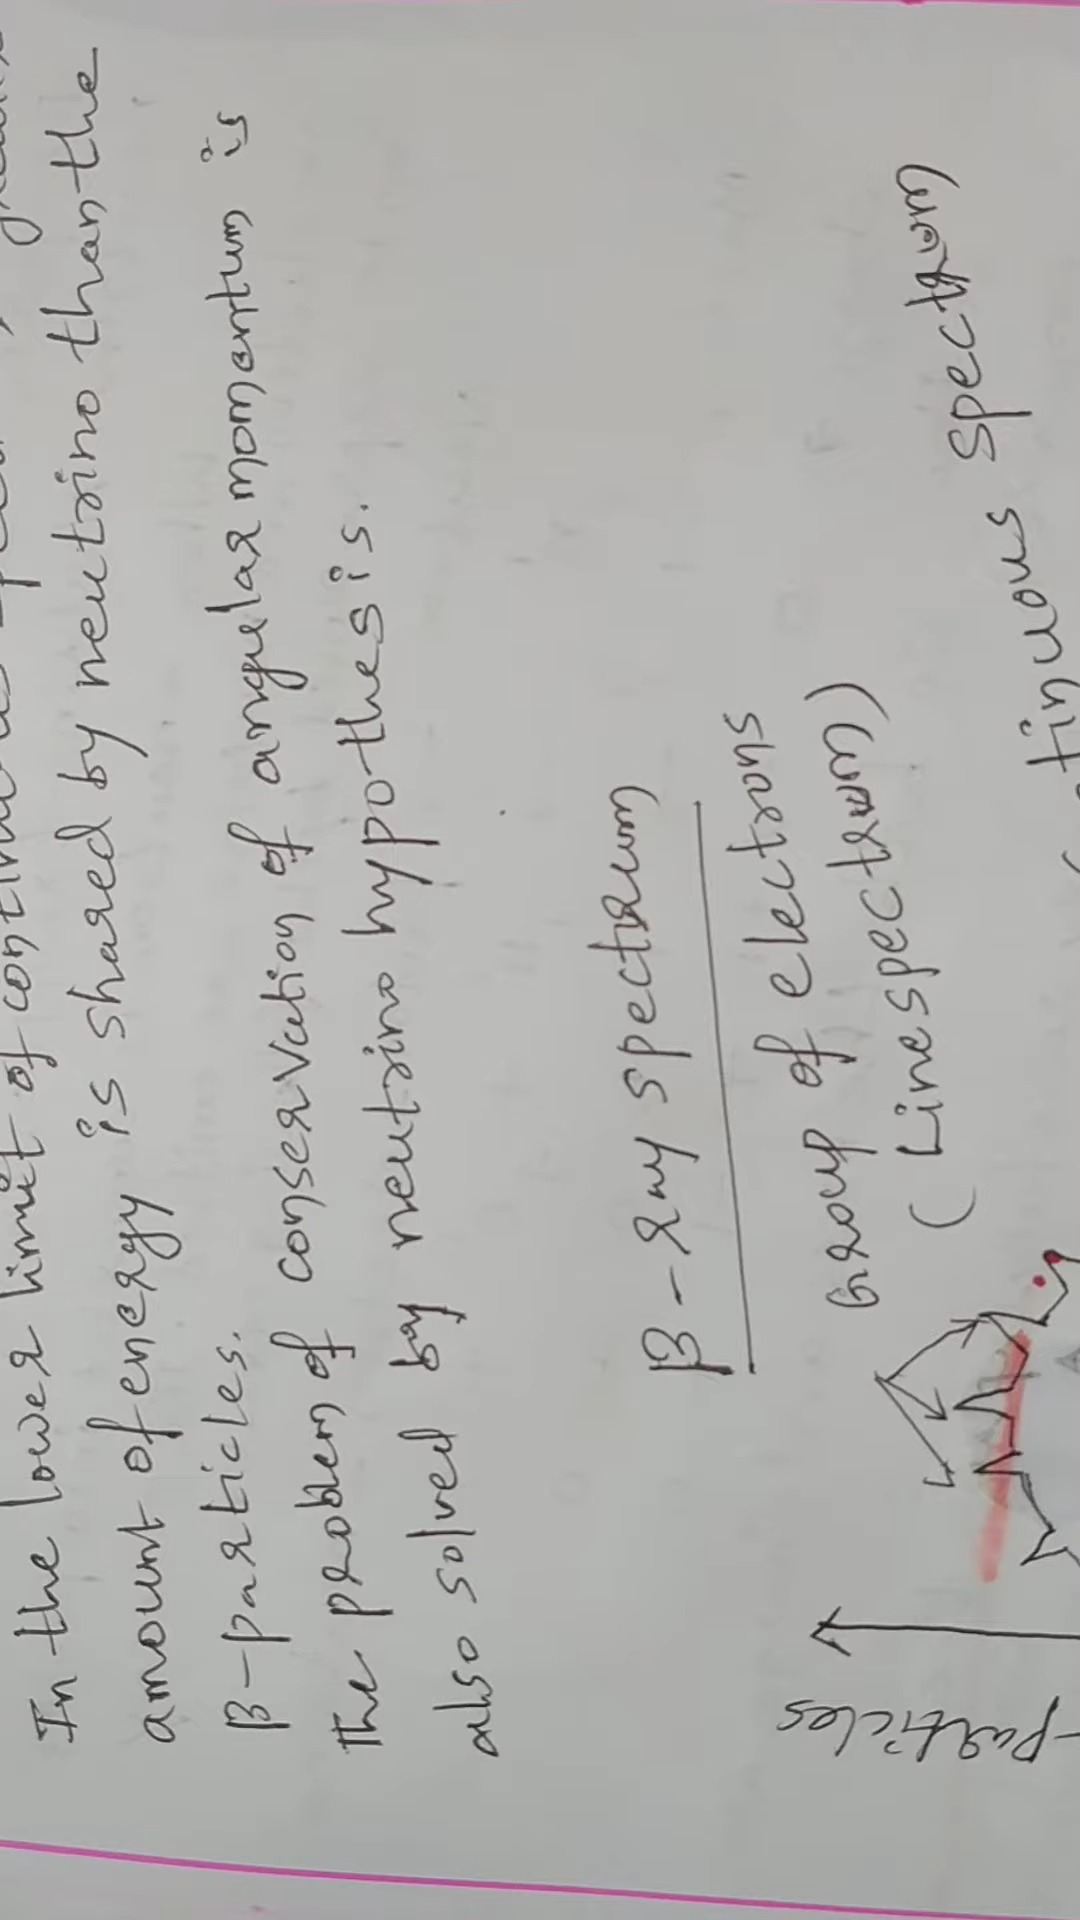 In the lower limit of continuous
amount of energy is shared by neutrino than the
β-particles.
The problem of conservation of angular momentum is
also solved by neutrino hypothesis.
β-ray spectrum
Group of electrons
(Line spectrum)
tinuous spectrum)
-particles